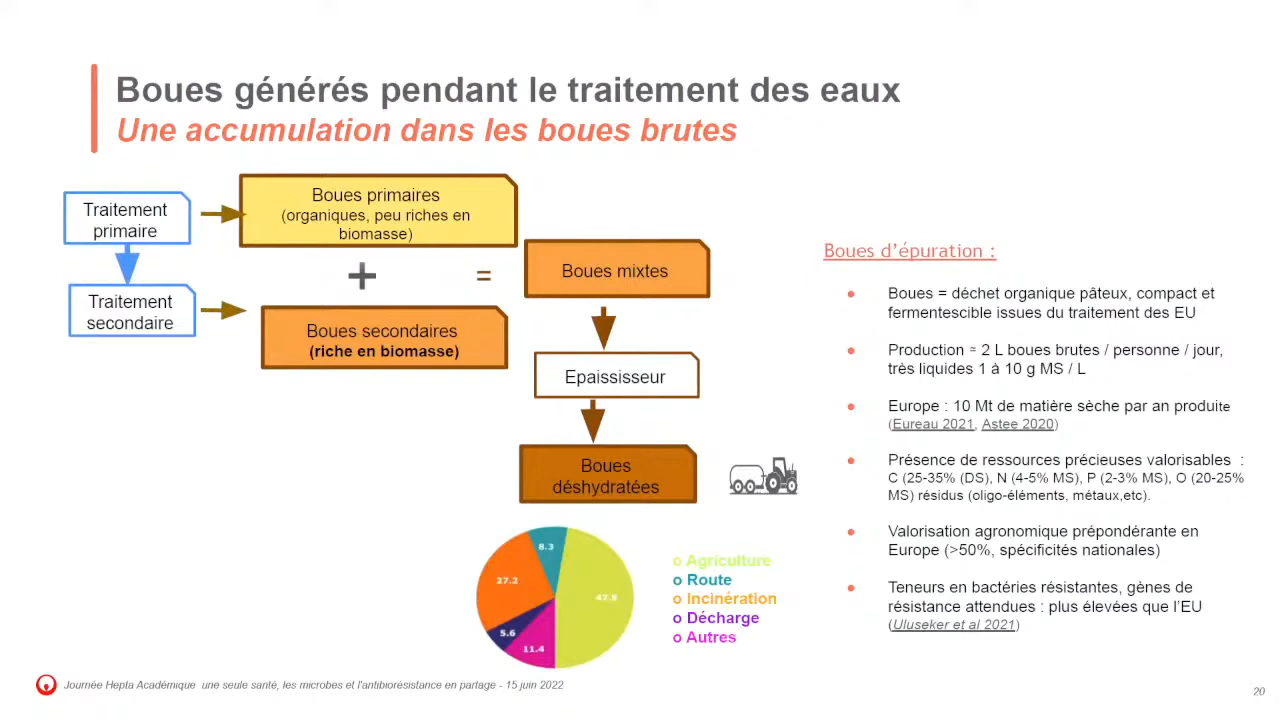 Boues générés pendant le traitement des eaux
Une accumulation dans les boues brutes
Traitement
primaire
Boues primaires
(organiques, peu riches en
biomasse)
+
=
Boues mixtes
Traitement
secondaire
Boues secondaires
(riche en biomasse)
Epaississeur
Boues
déshydratées
8.3
47.8
27.2
5.6
11.4
o Agriculture
o Route
o Incinération
o Décharge
o Autres
Boues d'épuration :
● Boues = déchet organique pâteux, compact et
fermentescible issues du traitement des EU
● Production ≃ 2 L boues brutes / personne / jour,
très liquides 1 à 10 g MS / L
● Europe : 10 Mt de matière sèche par an produite
(Eureau 2021, Astee 2020)
● Présence de ressources précieuses valorisables :
C (25-35% (DS), N (4-5% MS), P (2-3% MS), O (20-25%
MS) résidus (oligo-éléments, métaux,etc).
● Valorisation agronomique prépondérante en
Europe (>50%, spécificités nationales)
● Teneurs en bactéries résistantes, gènes de
résistance attendues : plus élevées que l'EU
(Uluseker et al 2021)
Journée Hepta Académique une seule santé, les microbes et l'antibiorésistance en partage - 15 juin 2022
20